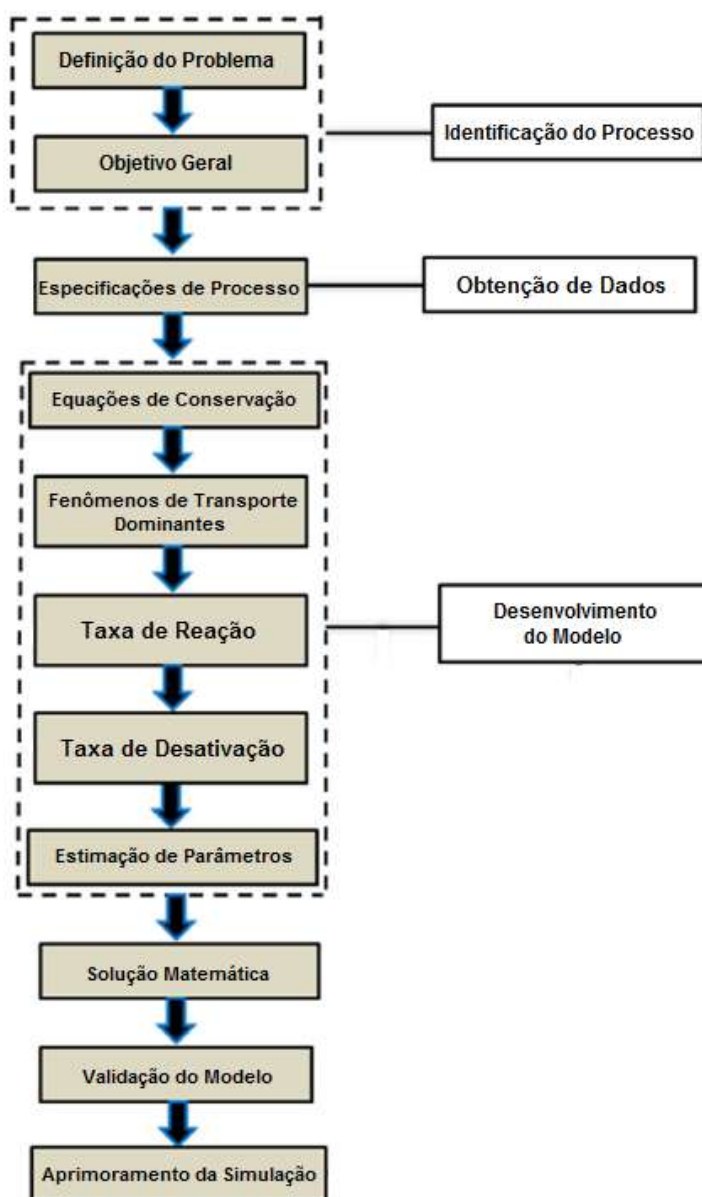 Definição do Problema
Objetivo Geral
Identificação do Processo
Especificações de Processo
Obtenção de Dados
Equações de Conservação
Fenômenos de Transporte
Dominantes
Taxa de Reação
Desenvolvimento
do Modelo
Taxa de Desativação
Estimação de Parâmetros
Solução Matemática
Validação do Modelo
Aprimoramento da Simulação